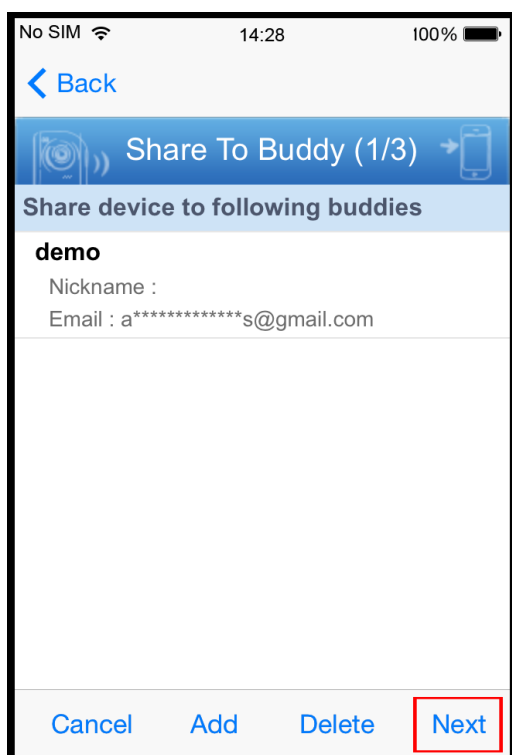 No SIM 14:28 100%
Back
Share To Buddy (1/3)
Share device to following buddies
demo
Nickname :
Email : a*************s@gmail.com
Cancel Add Delete Next